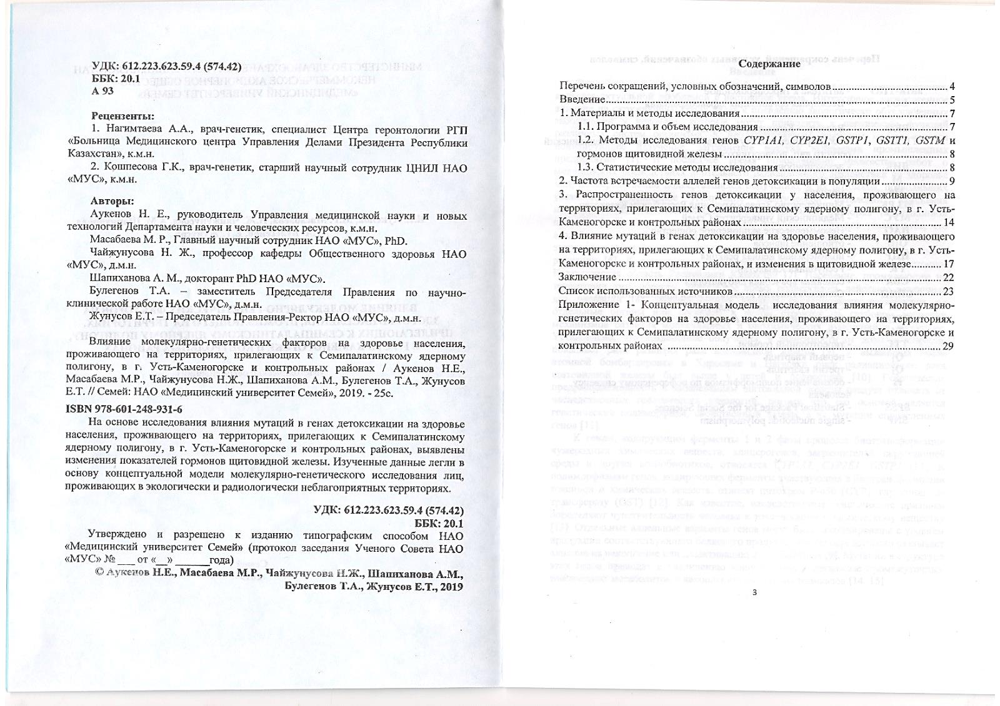 УДК: 612.223.623.59.4 (574.42)
ББК: 20.1
А 93
Рецензенты:
1. Нагимтаева А.А., врач-генетик, специалист Центра геронтологии РГП
«Больница Медицинского центра Управления Делами Президента Республики
Казахстан», к.м.н.
2. Кошпесова Г.К., врач-генетик, старший научный сотрудник ЦНИЛ НАО
«МУС», к.м.н.
Авторы:
Аукенов Н. Е., руководитель Управления медицинской науки и новых
технологий Департамента науки и человеческих ресурсов, к.м.н.
Масабаева М. Р., Главный научный сотрудник НАО «МУС», PhD.
Чайжунусова Н. Ж., профессор кафедры Общественного здоровья НАО
«МУС», д.м.н.
Шапиханова А. М., докторант PhD НАО «МУС».
Булегенов Т.А. – заместитель Председателя Правления по научно-
клинической работе НАО «МУС», д.м.н.
Жунусов Е.Т. – Председатель Правления-Ректор НАО «МУС», д.м.н.
Влияние молекулярно-генетических факторов на здоровье населения,
проживающего на территориях, прилегающих к Семипалатинскому ядерному
полигону, в г. Усть-Каменогорске и контрольных районах / Аукенов Н.Е.,
Масабаева М.Р., Чайжунусова Н.Ж., Шапиханова А.М., Булегенов Т.А., Жунусов
Е.Т. // Семей: НАО «Медицинский университет Семей», 2019. - 25с.
ISBN 978-601-248-931-6
На основе исследования влияния мутаций в генах детоксикации на здоровье
населения, проживающего на территориях, прилегающих к Семипалатинскому
ядерному полигону, в г. Усть-Каменогорске и контрольных районах, выявлены
изменения показателей гормонов щитовидной железы. Изученные данные легли в
основу концептуальной модели молекулярно-генетического исследования лиц,
проживающих в экологически и радиологически неблагоприятных территориях.
УДК: 612.223.623.59.4 (574.42)
ББК: 20.1
Утверждено и разрешено к изданию типографским способом НАО
«Медицинский университет Семей» (протокол заседания Ученого Совета НАО
«МУС» № ___ от «__» ______года)
© Аукенов Н.Е., Масабаева М.Р., Чайжунусова Н.Ж., Шапиханова А.М.,
Булегенов Т.А., Жунусов Е.Т., 2019
Содержание
Перечень сокращений, условных обозначений, символов ................................ 4
Введение.................................................................................................. 5
1. Материалы и методы исследования .......................................................... 7
1.1. Программа и объем исследования ...................................................... 7
1.2. Методы исследования генов CYP1A1, CYP2E1, GSTP1, GSTT1, GSTM и
гормонов щитовидной железы ................................................................ 8
1.3. Статистические методы исследования ................................................ 8
2. Частота встречаемости аллелей генов детоксикации в популяции .................... 9
3. Распространенность генов детоксикации у населения, проживающего на
территориях, прилегающих к Семипалатинскому ядерному полигону, в г. Усть-
Каменогорске и контрольных районах ......................................................... 14
4. Влияние мутаций в генах детоксикации на здоровье населения, проживающего
на территориях, прилегающих к Семипалатинскому ядерному полигону, в г. Усть-
Каменогорске и контрольных районах, и изменения в щитовидной железе.......... 17
Заключение .............................................................................................. 22
Список использованных источников ............................................................. 23
Приложение 1- Концептуальная модель исследования влияния молекулярно-
генетических факторов на здоровье населения, проживающего на территориях,
прилегающих к Семипалатинскому ядерному полигону, в г. Усть-Каменогорске и
контрольных районах ................................................................................ 29
3